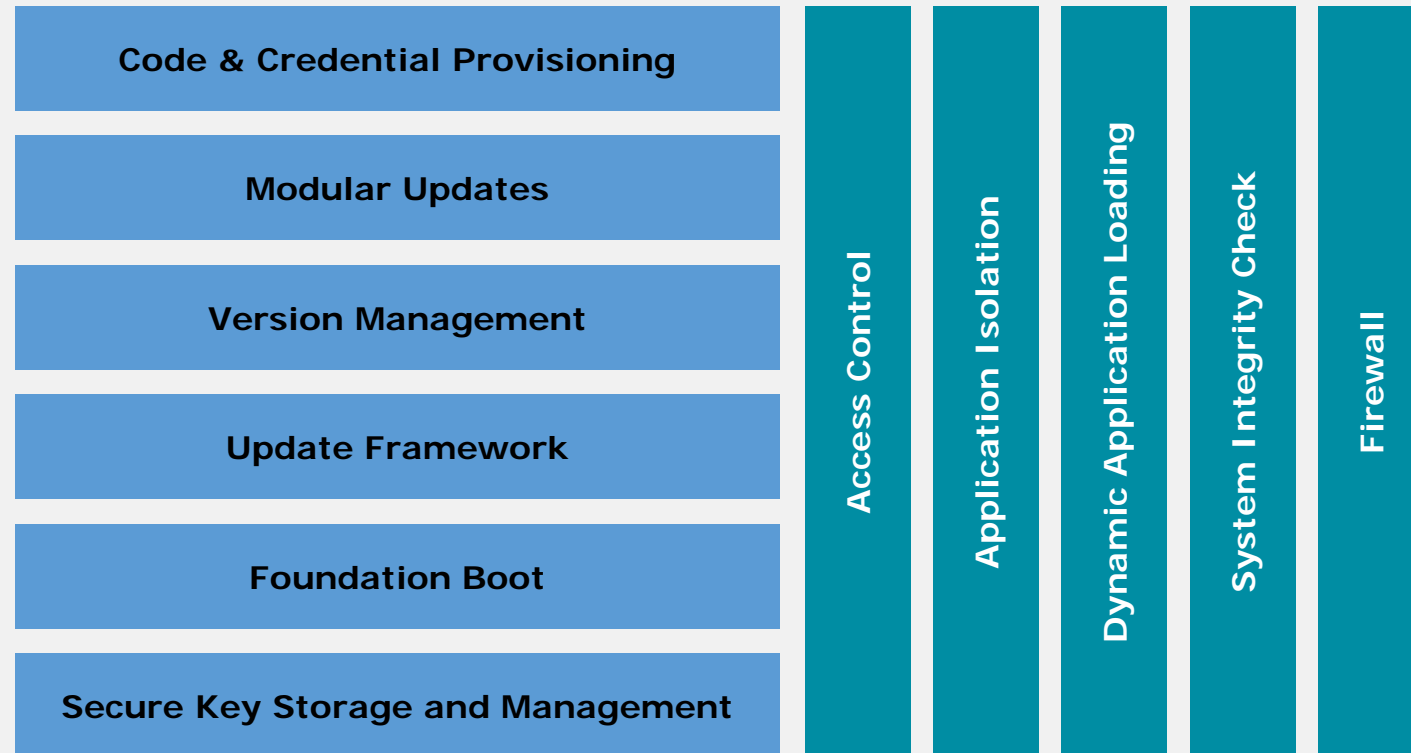 Code & Credential Provisioning
Modular Updates
Version Management
Update Framework
Foundation Boot
Secure Key Storage and Management
Access Control
Application Isolation
Dynamic Application Loading
System Integrity Check
Firewall